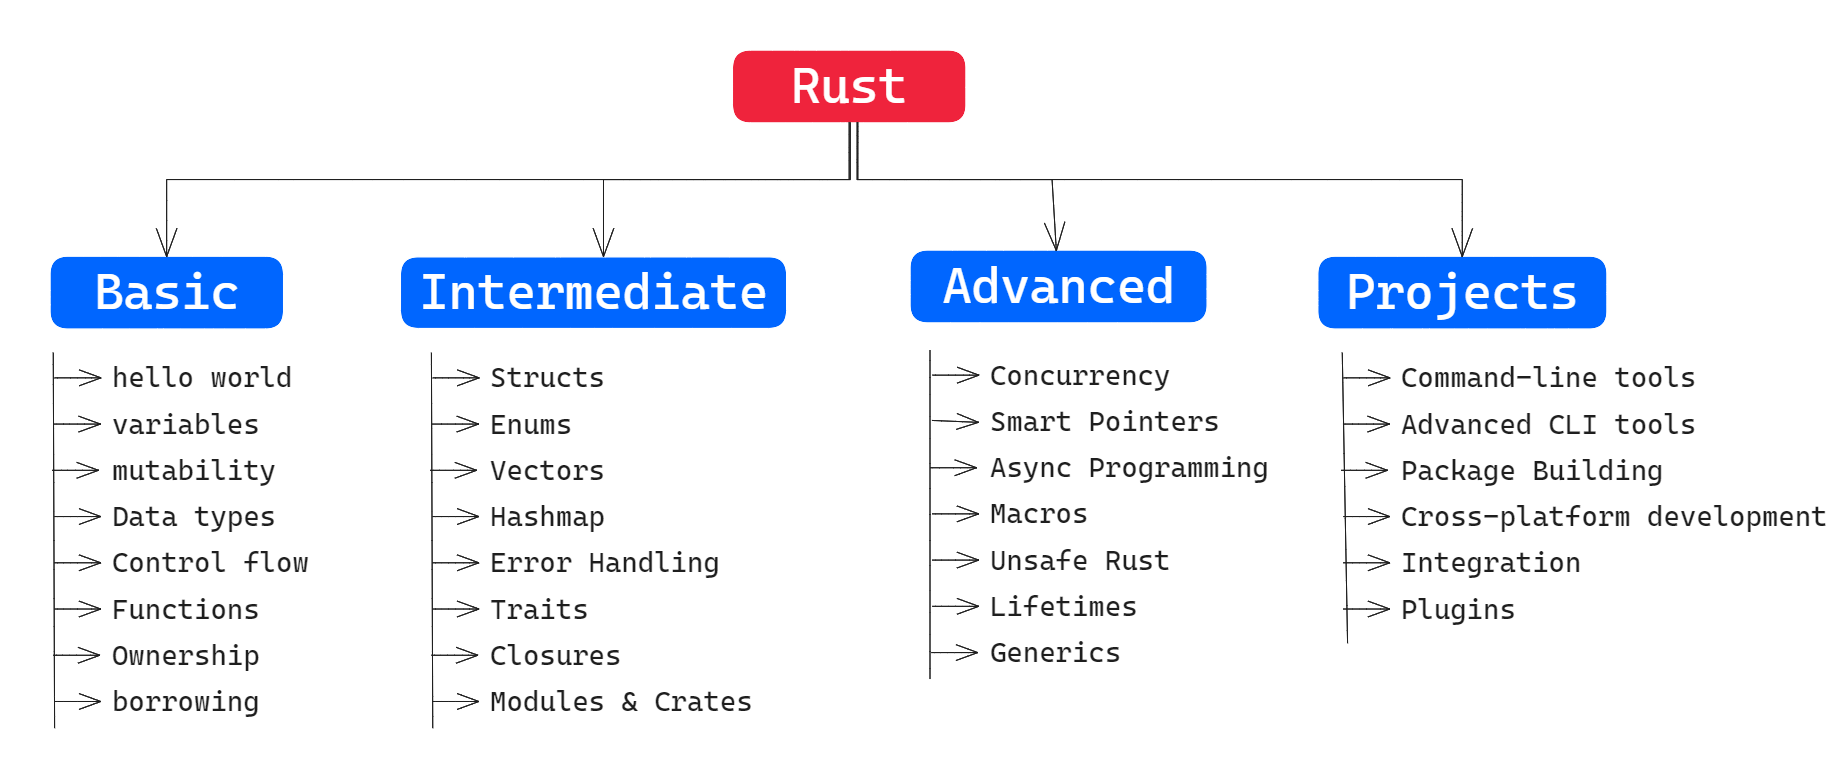 Rust
Basic
hello world
variables
mutability
Data types
Control flow
Functions
Ownership
borrowing
Intermediate
Structs
Enums
Vectors
Hashmap
Error Handling
Traits
Closures
Modules & Crates
Advanced
Concurrency
Smart Pointers
Async Programming
Macros
Unsafe Rust
Lifetimes
Generics
Projects
Command-line tools
Advanced CLI tools
Package Building
Cross-platform development
Integration
Plugins